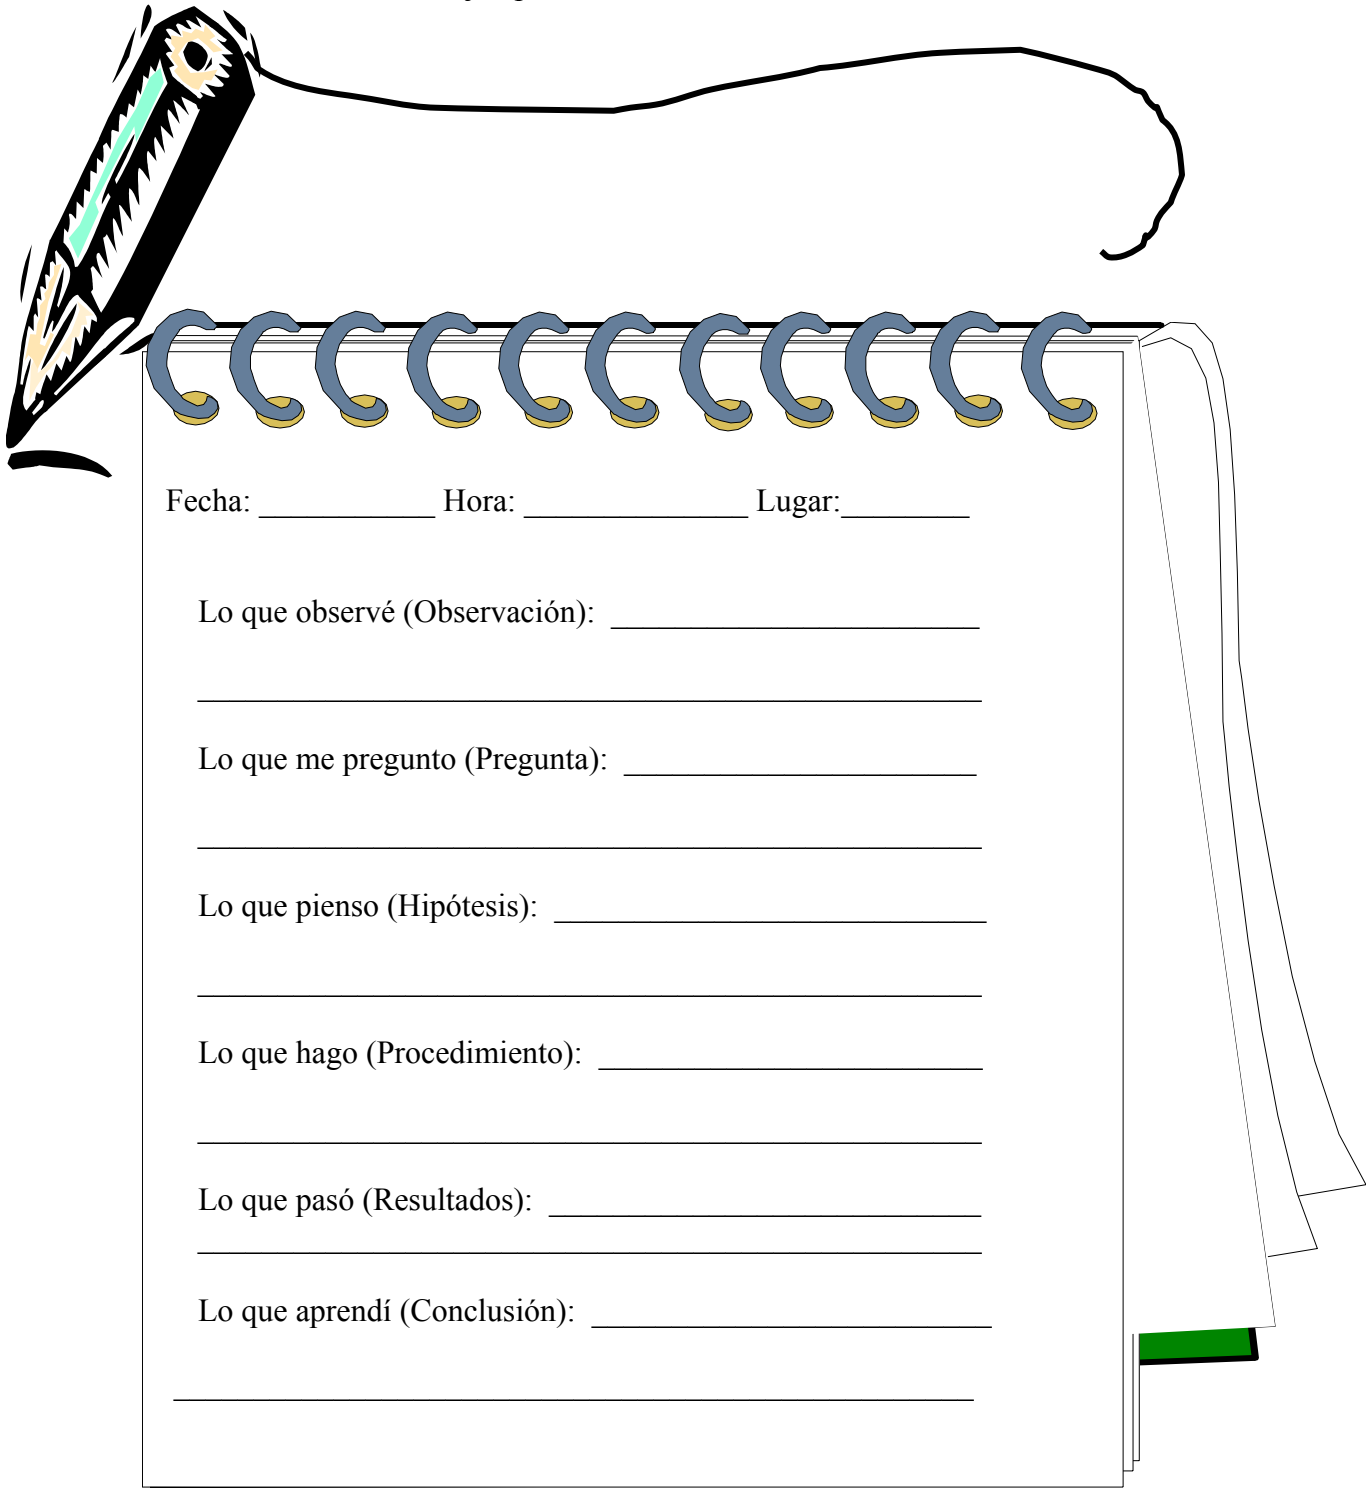 Fecha: ___________ Hora: ______________ Lugar:________
Lo que observé (Observación): _______________________
_________________________________________________
Lo que me pregunto (Pregunta): ______________________
_________________________________________________
Lo que pienso (Hipótesis): ___________________________
_________________________________________________
Lo que hago (Procedimiento): ________________________
_________________________________________________
Lo que pasó (Resultados): ___________________________
_________________________________________________
Lo que aprendí (Conclusión): _________________________
__________________________________________________